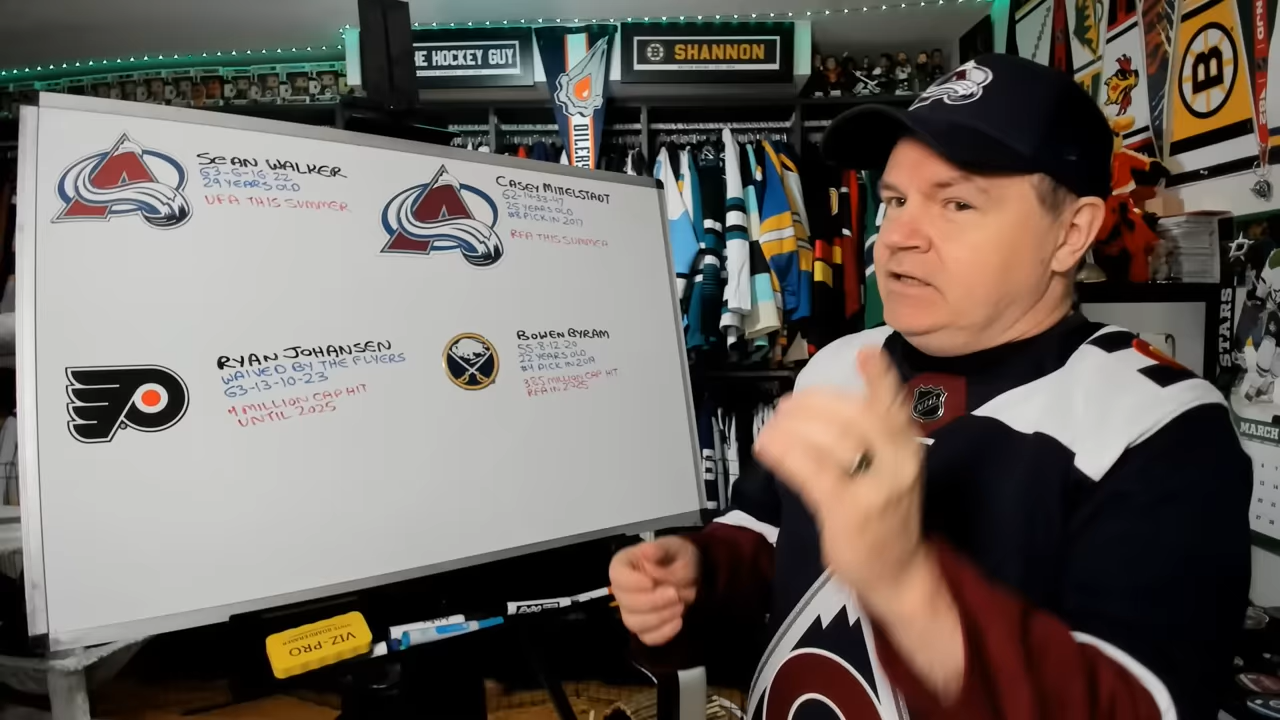 HE HOCKEY GUY
SHANNON
OILERS
SEAN WALKER
63-6-16-22
29 YEARS OLD
UFA THIS SUMMER
CASEY MITTELSTADT
62-14-33-47
25 YEARS OLD
#8 PICK IN 2017
RFA THIS SUMMER
RYAN JOHANSEN
WAIVED BY THE FLYERS
63-13-10-23
4 MILLION CAP HIT
UNTIL 2025
BOWEN BYRAM
55-8-12-20
22 YEARS OLD
#4 PICK IN 2019
3.85 MILLION CAP HIT
RFA IN 2025
VIZ-PRO
NHL
B
STARS
MARCH